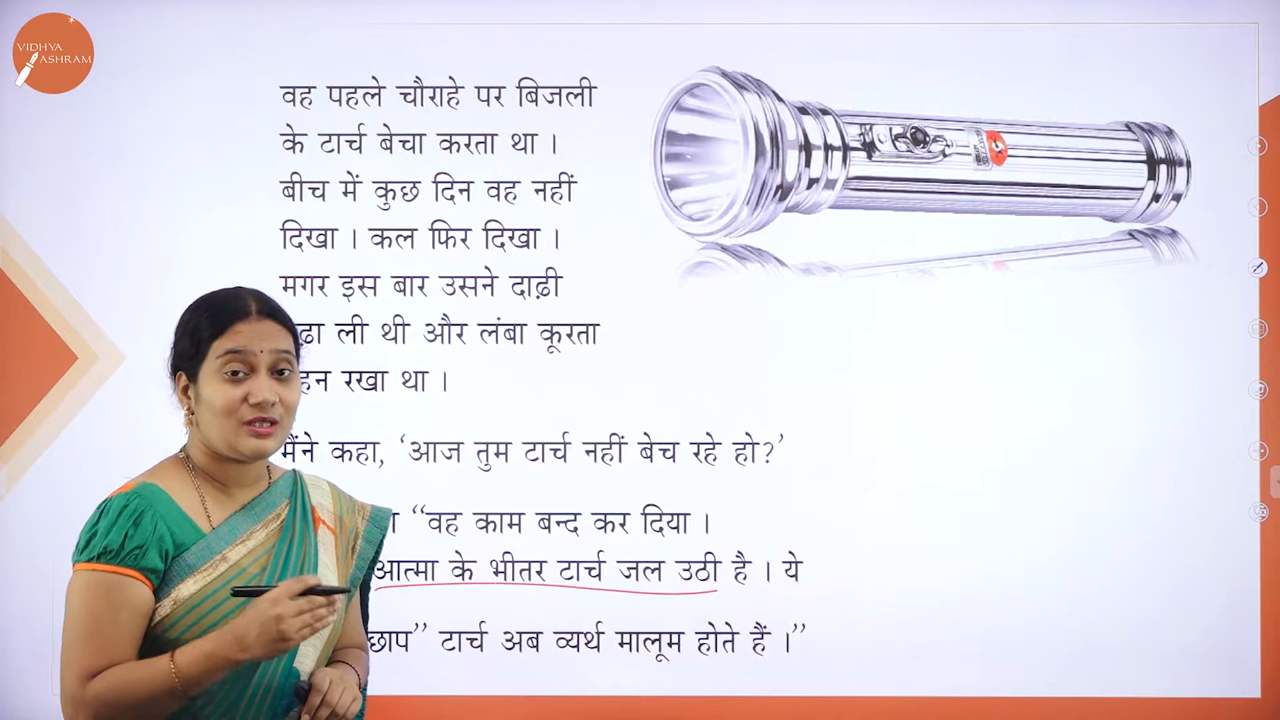 VIDHYA
ASHRAM
वह पहले चौराहे पर बिजली
के टार्च बेचा करता था ।
बीच में कुछ दिन वह नहीं
दिखा । कल फिर दिखा ।
मगर इस बार उसने दाढ़ी
ली थी और लंबा कूरता
रखा था ।
मैंने कहा, ‘आज तुम टार्च नहीं बेच रहे हो?’
“वह काम बन्द कर दिया ।
आत्मा के भीतर टार्च जल उठी है । ये
छाप” टार्च अब व्यर्थ मालूम होते हैं ।”